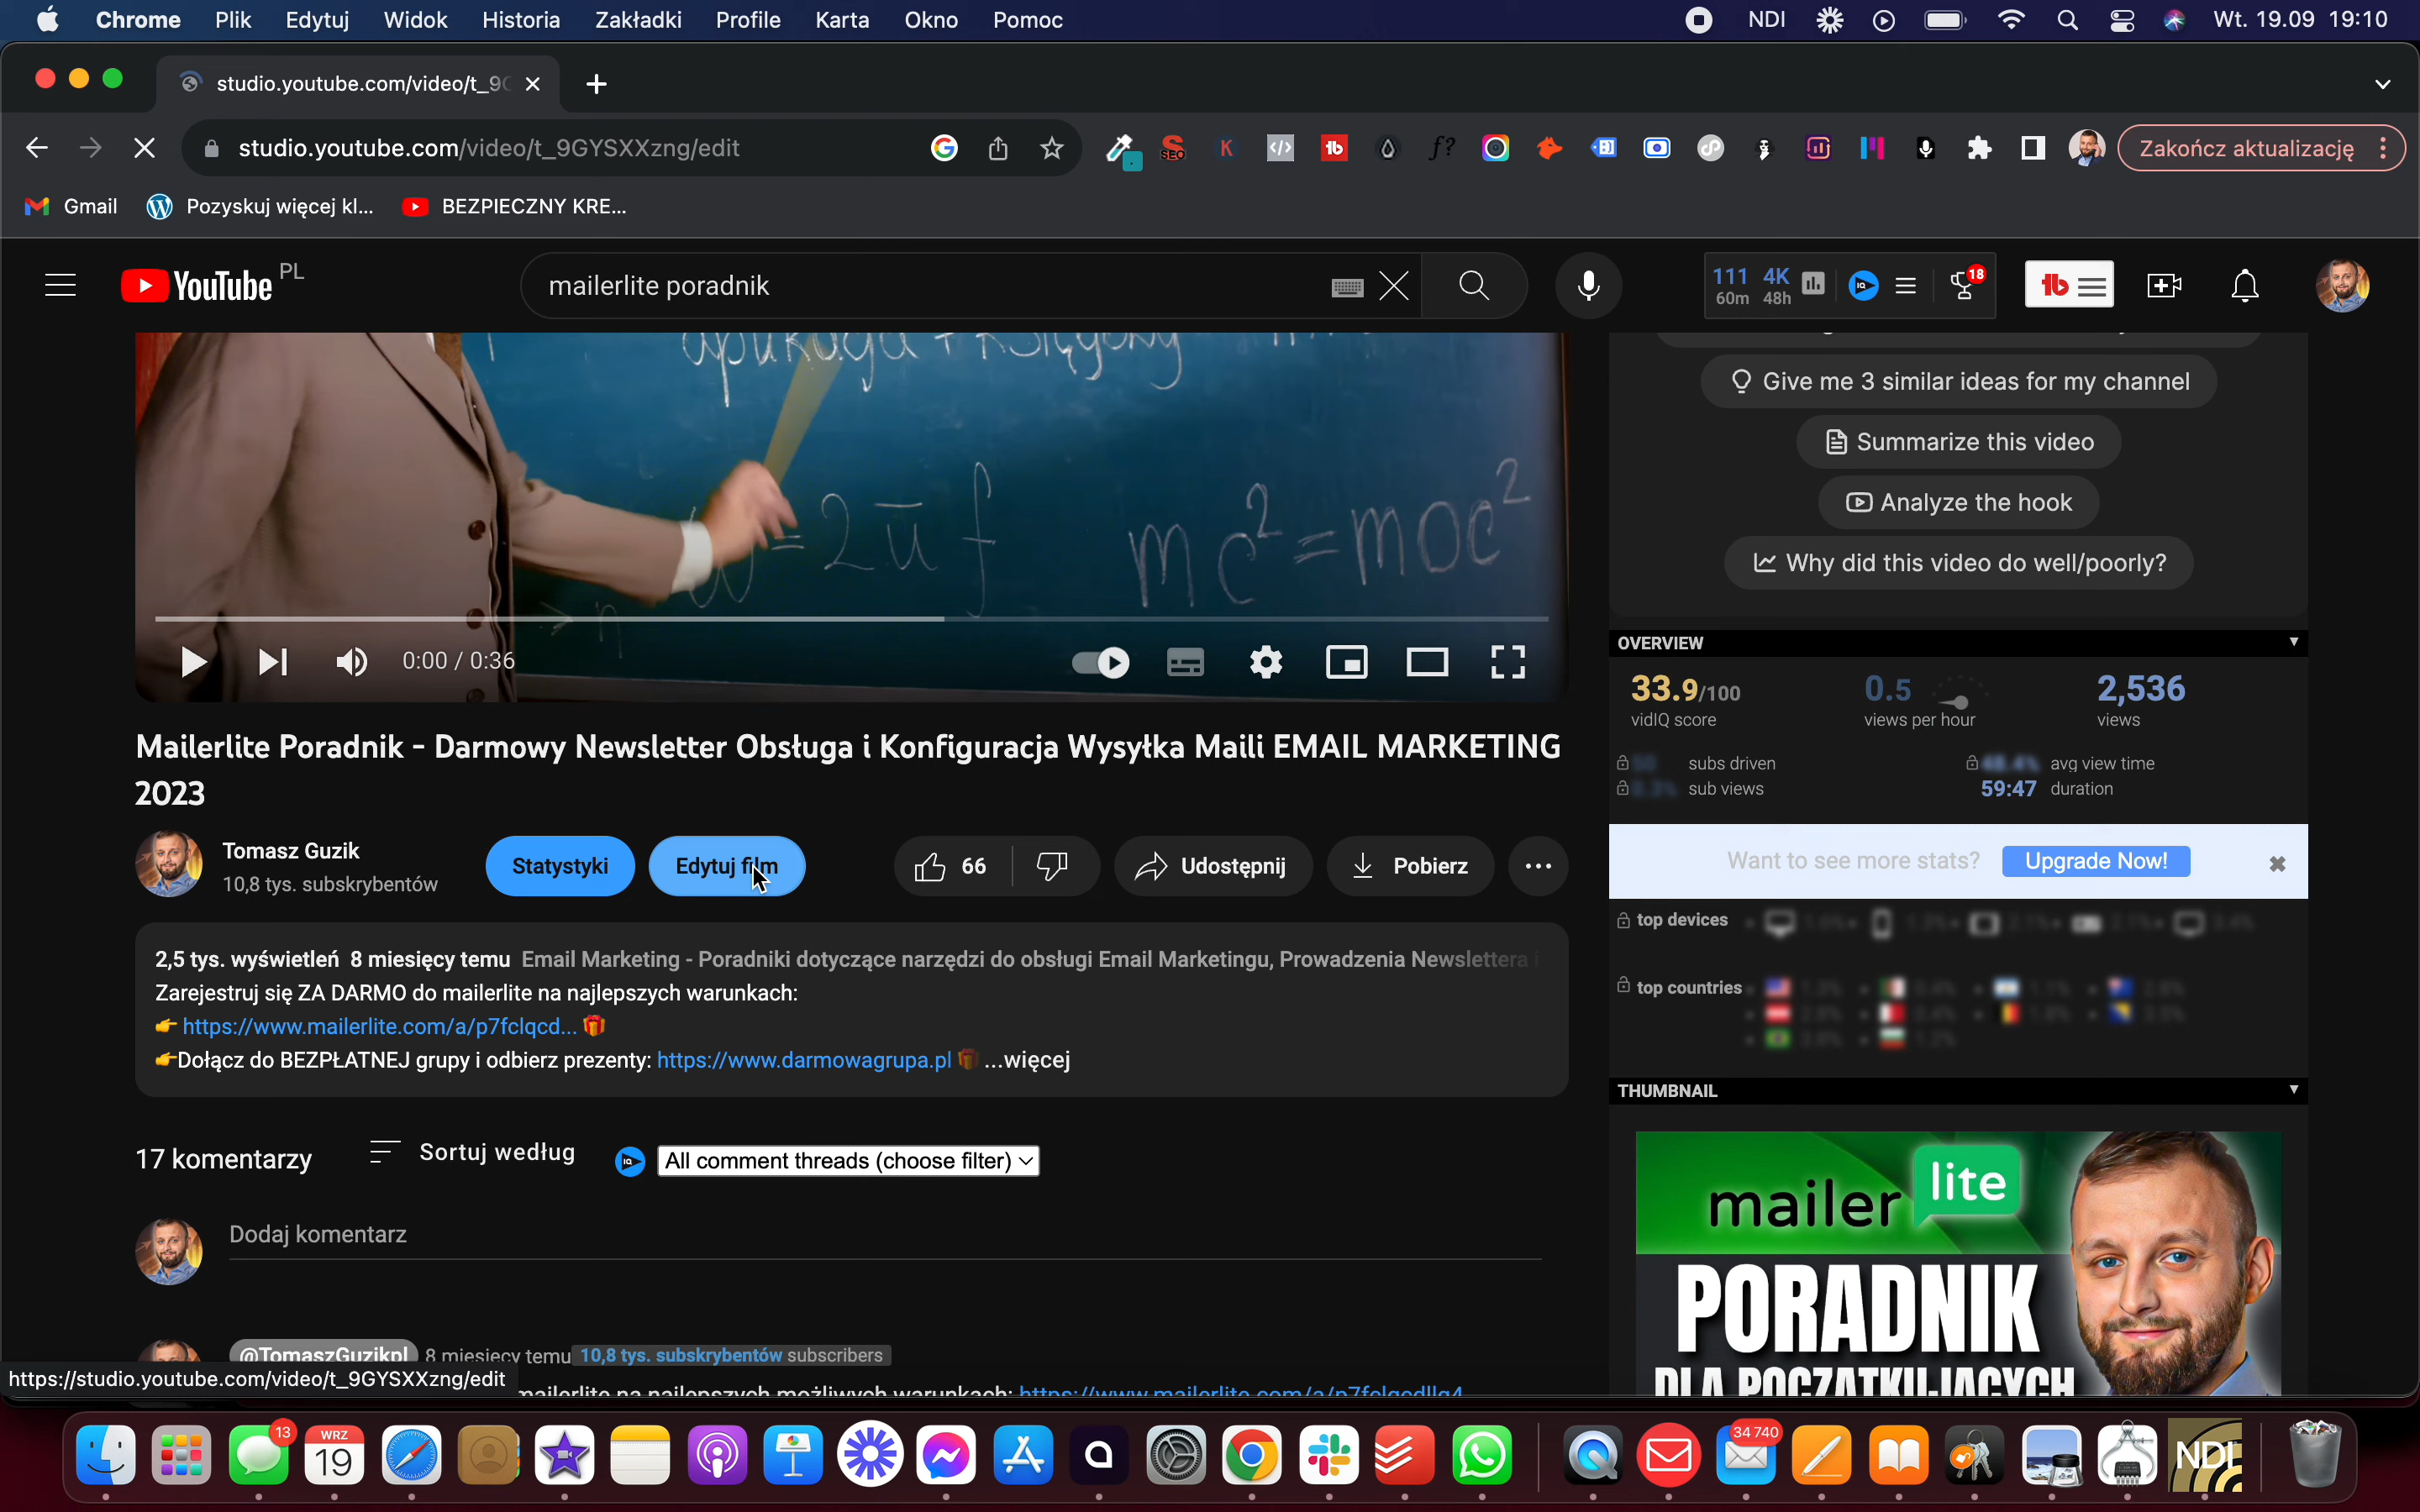 Chrome Plik Edytuj Widok Historia Zakładki Profile Karta Okno Pomoc NDI Wt. 19.09 19:10
studio.youtube.com/video/t_9G
studio.youtube.com/video/t_9GYSXXzng/edit
Zakończ aktualizację
Gmail Pozyskuj więcej kl... BEZPIECZNY KRE...
YouTube PL
mailerlite poradnik
111 4K 18
60m 48h
Give me 3 similar ideas for my channel
Summarize this video
Analyze the hook
Why did this video do well/poorly?
=2 π f mc²=moc²
0:00 / 0:36
OVERVIEW
33.9/100 0.5 2,536
vidIQ score views per hour views
subs driven avg view time
sub views 59:47 duration
Want to see more stats? Upgrade Now!
top devices
top countries
THUMBNAIL
mailer lite
PORADNIK
DLA POCZĄTKUJĄCYCH
Mailerlite Poradnik - Darmowy Newsletter Obsługa i Konfiguracja Wysyłka Maili EMAIL MARKETING
2023
Tomasz Guzik
10,8 tys. subskrybentów
Statystyki Edytuj film 66 Udostępnij Pobierz
2,5 tys. wyświetleń 8 miesięcy temu Email Marketing - Poradniki dotyczące narzędzi do obsługi Email Marketingu, Prowadzenia Newslettera
Zarejestruj się ZA DARMO do mailerlite na najlepszych warunkach:
👉 https://www.mailerlite.com/a/p7fclqcd... 🎁
👉Dołącz do BEZPŁATNEJ grupy i odbierz prezenty: https://www.darmowagrupa.pl 🎁 ...więcej
17 komentarzy Sortuj według All comment threads (choose filter)
Dodaj komentarz
@TomaszGuzikpl 8 miesięcy temu 10,8 tys. subskrybentów subscribers
mailerlite na najlepszych możliwych warunkach: https://www.mailerlite.com/a/p7fclqcdllg4
https://studio.youtube.com/video/t_9GYSXXzng/edit
13 WRZ 19 34 740 NDI